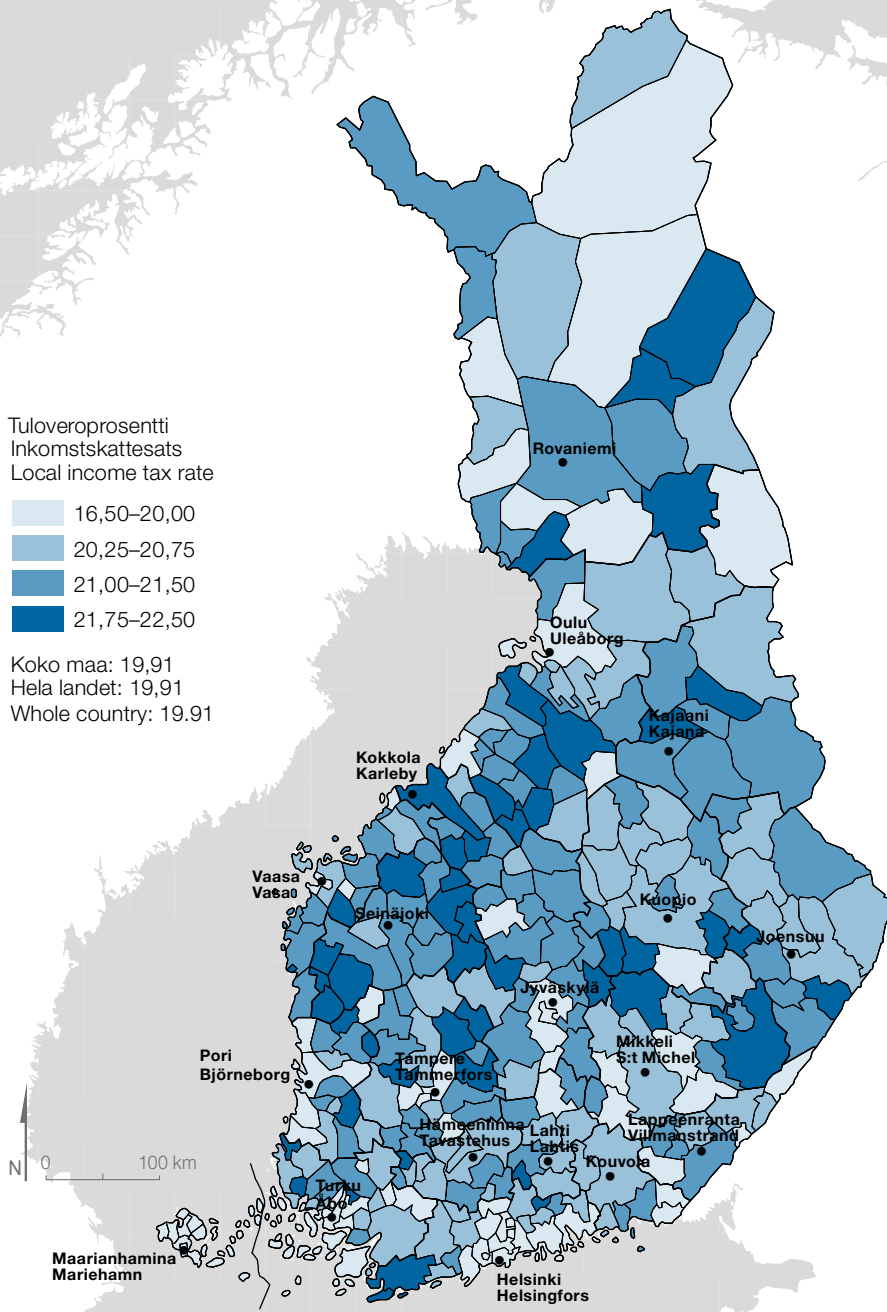 Tuloveroprosentti
Inkomstskattesats
Local income tax rate
16,50–20,00
20,25–20,75
21,00–21,50
21,75–22,50
Koko maa: 19,91
Hela landet: 19,91
Whole country: 19.91
Rovaniemi
Oulu
Uleåborg
Kajaani
Kajana
Kokkola
Karleby
Vaasa
Vasa
Seinäjoki
Kuopio
Joensuu
Jyväskylä
Mikkeli
S:t Michel
Pori
Björneborg
Tampere
Tammerfors
Hämeenlinna
Tavastehus
Lahti
Lahtis
Lappeenranta
Villmanstrand
Kouvola
Turku
Åbo
N
0 100 km
Maarianhamina
Mariehamn
Helsinki
Helsingfors